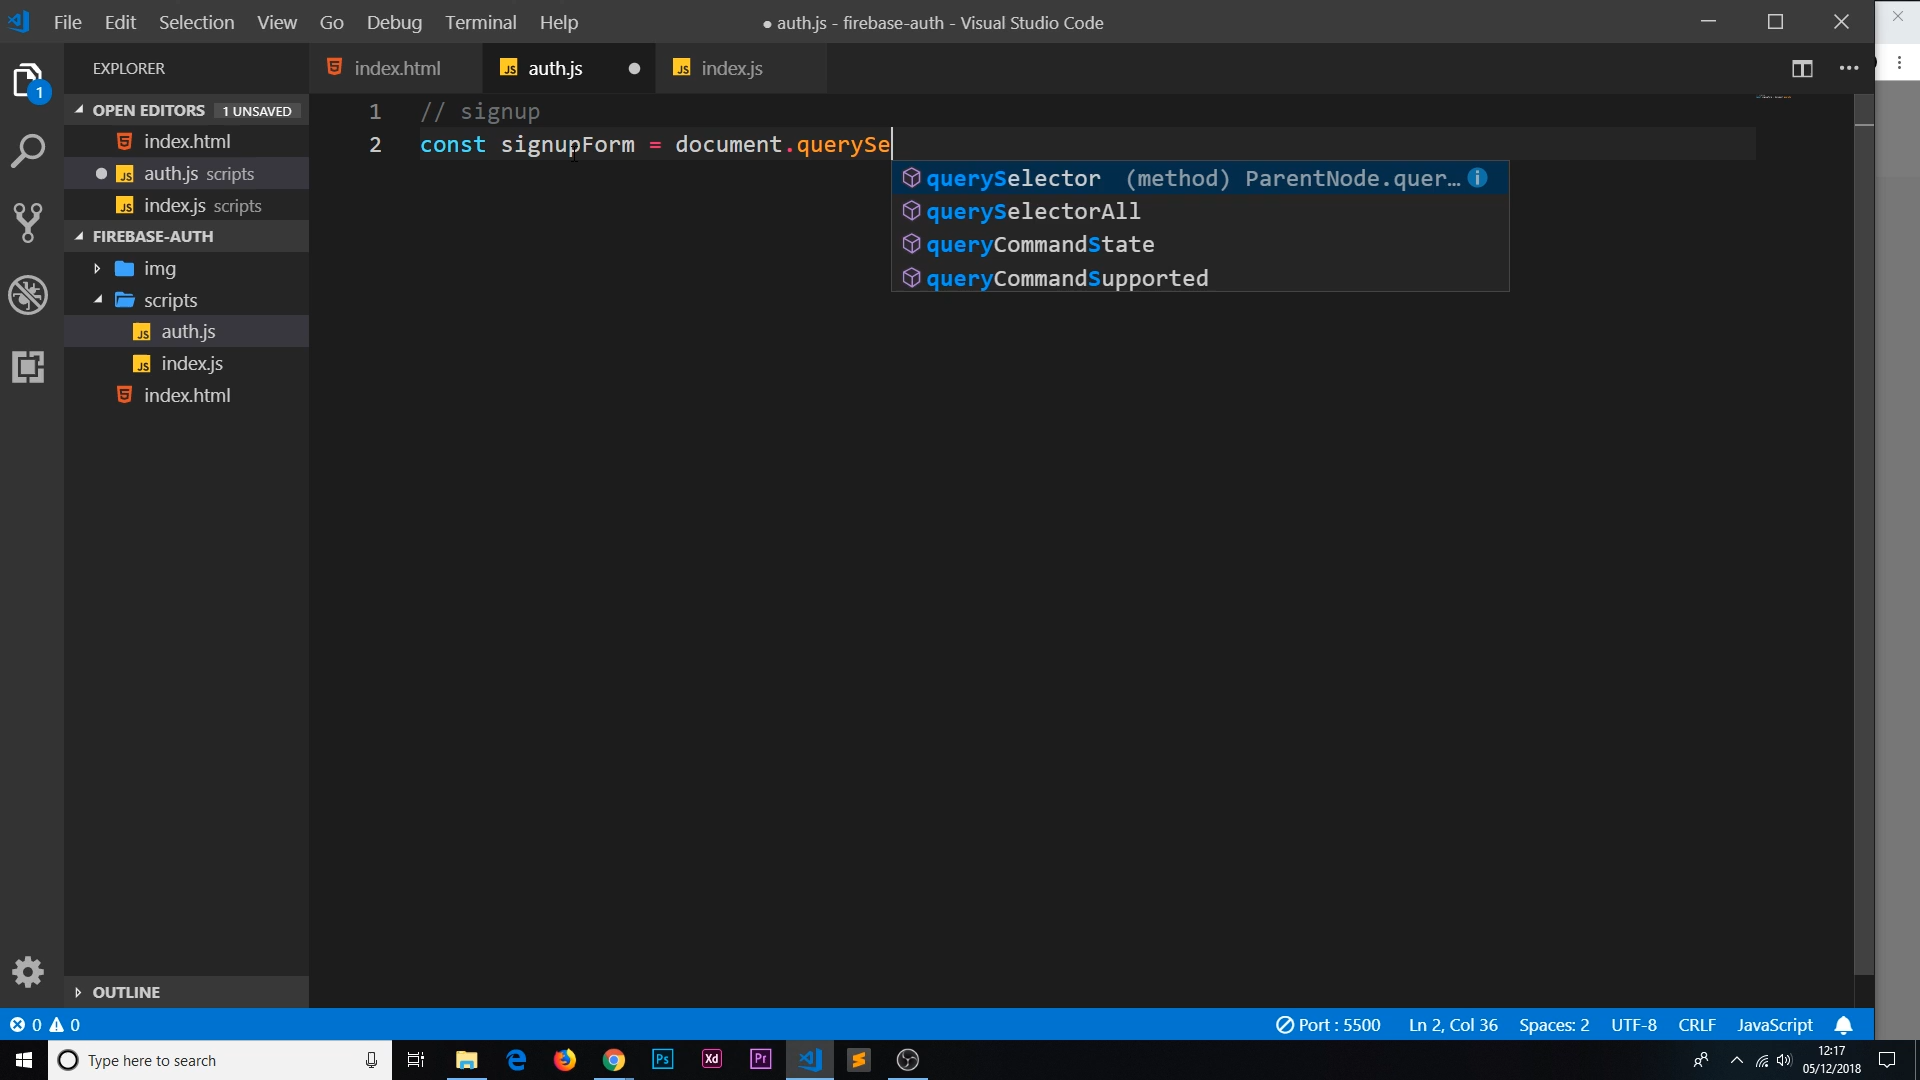 File Edit Selection View Go Debug Terminal Help
● auth.js - firebase-auth - Visual Studio Code
EXPLORER
index.html
auth.js
index.js
OPEN EDITORS 1 UNSAVED
index.html
auth.js scripts
index.js scripts
FIREBASE-AUTH
img
scripts
auth.js
index.js
index.html
OUTLINE
1 // signup
2 const signupForm = document.querySe
querySelector (method) ParentNode.quer…
querySelectorAll
queryCommandState
queryCommandSupported
1
0 0
Port : 5500 Ln 2, Col 36 Spaces: 2 UTF-8 CRLF JavaScript
Type here to search
Ps Xd Pr
12:17
05/12/2018